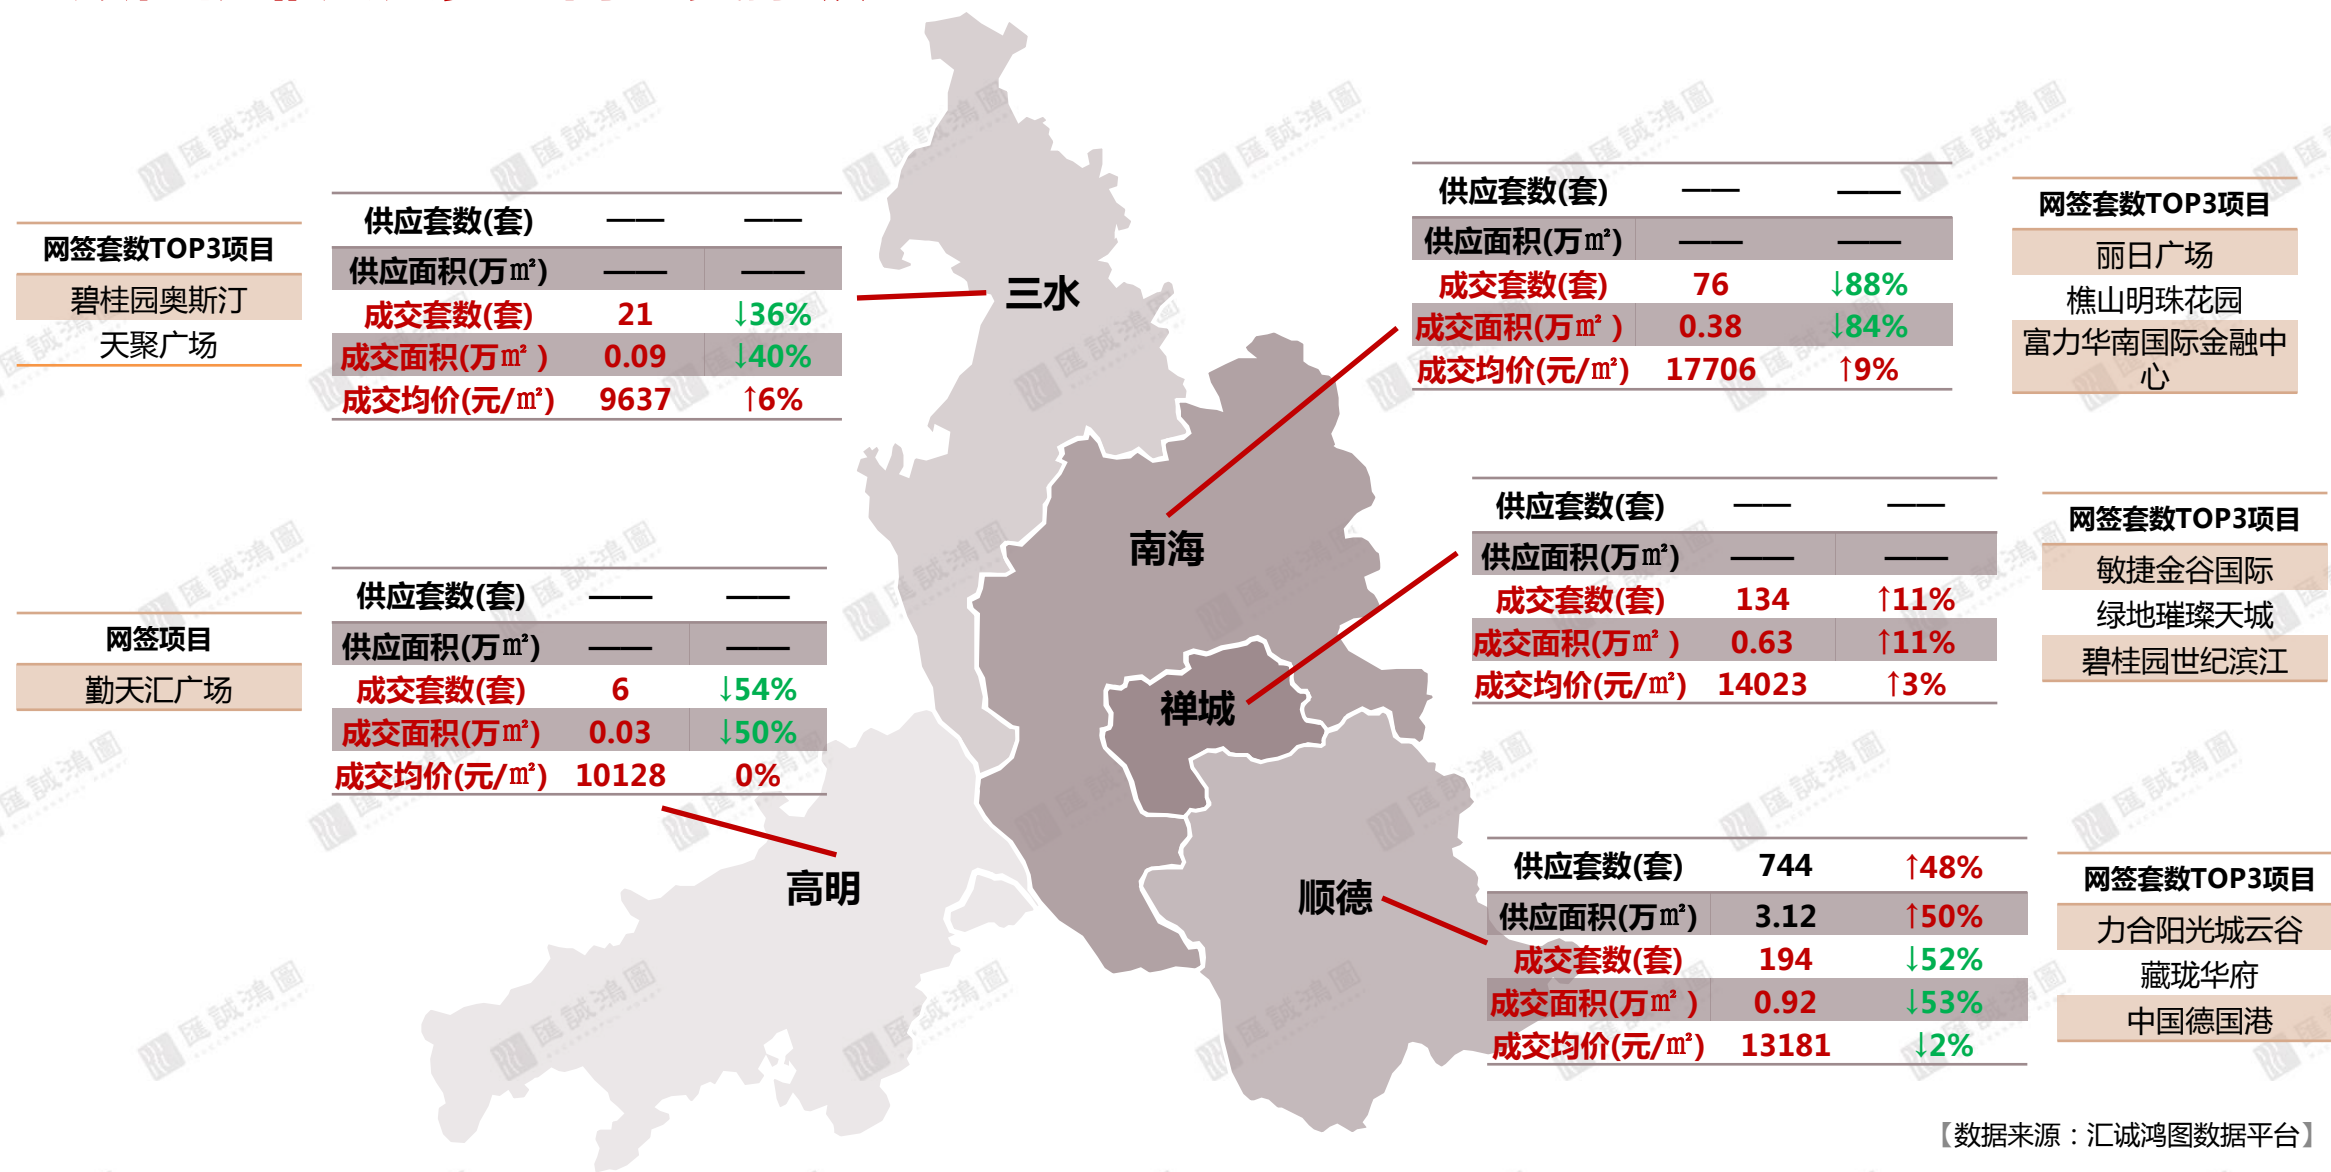 供应套数(套) —— ——
供应面积(万㎡) —— ——
成交套数(套) 21 ↓36%
成交面积(万㎡ ) 0.09 ↓40%
成交均价(元/㎡) 9637 ↑6%
网签套数TOP3项目
碧桂园奥斯汀
天聚广场
三水
供应套数(套) —— ——
供应面积(万㎡) —— ——
成交套数(套) 76 ↓88%
成交面积(万㎡ ) 0.38 ↓84%
成交均价(元/㎡) 17706 ↑9%
网签套数TOP3项目
丽日广场
樵山明珠花园
富力华南国际金融中
心
南海
供应套数(套) —— ——
供应面积(万㎡) —— ——
成交套数(套) 134 ↑11%
成交面积(万㎡ ) 0.63 ↑11%
成交均价(元/㎡) 14023 ↑3%
网签套数TOP3项目
敏捷金谷国际
绿地璀璨天城
碧桂园世纪滨江
禅城
网签项目
勤天汇广场
供应套数(套) —— ——
供应面积(万㎡) —— ——
成交套数(套) 6 ↓54%
成交面积(万㎡) 0.03 ↓50%
成交均价(元/㎡) 10128 0%
高明
顺德
供应套数(套) 744 ↑48%
供应面积(万㎡) 3.12 ↑50%
成交套数(套) 194 ↓52%
成交面积(万㎡ ) 0.92 ↓53%
成交均价(元/㎡) 13181 ↓2%
网签套数TOP3项目
力合阳光城云谷
藏珑华府
中国德国港
【数据来源：汇诚鸿图数据平台】
匯誠鴻圖